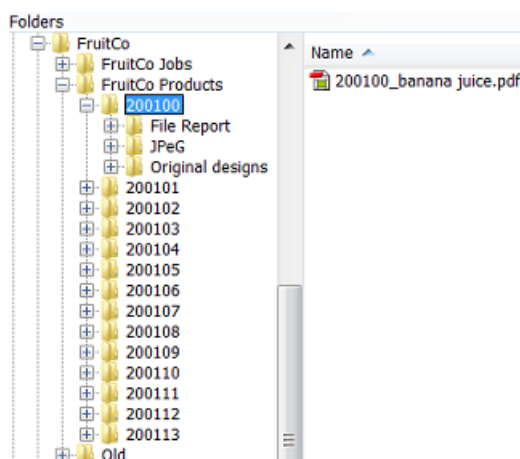 Folders
FruitCo
FruitCo Jobs
FruitCo Products
200100
File Report
JPeG
Original designs
200101
200102
200103
200104
200105
200106
200107
200108
200109
200110
200111
200112
200113
Old
Name
200100_banana juice.pdf